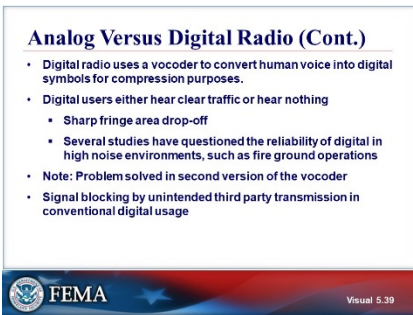 Analog Versus Digital Radio (Cont.)
• Digital radio uses a vocoder to convert human voice into digital
symbols for compression purposes.
• Digital users either hear clear traffic or hear nothing
▪ Sharp fringe area drop-off
▪ Several studies have questioned the reliability of digital in
high noise environments, such as fire ground operations
• Note: Problem solved in second version of the vocoder
• Signal blocking by unintended third party transmission in
conventional digital usage
FEMA
Visual 5.39